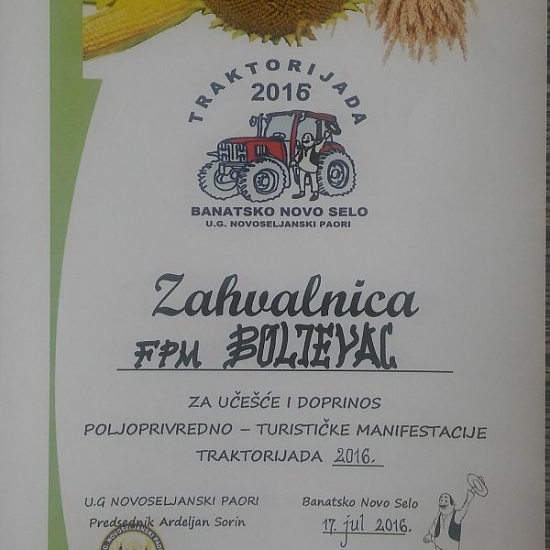 TRAKTORIJADA
2016
BANATSKO NOVO SELO
U.G. NOVOSELJANSKI PAORI
Zahvalnica
FPM BOLJEVAC
ZA UČEŠĆE I DOPRINOS
POLJOPRIVREDNO – TURISTIČKE MANIFESTACIJE
TRAKTORIJADA 2016.
U.G NOVOSELJANSKI PAORI
Banatsko Novo Selo
Predsednik Ardeljan Sorin
17. jul 2016.